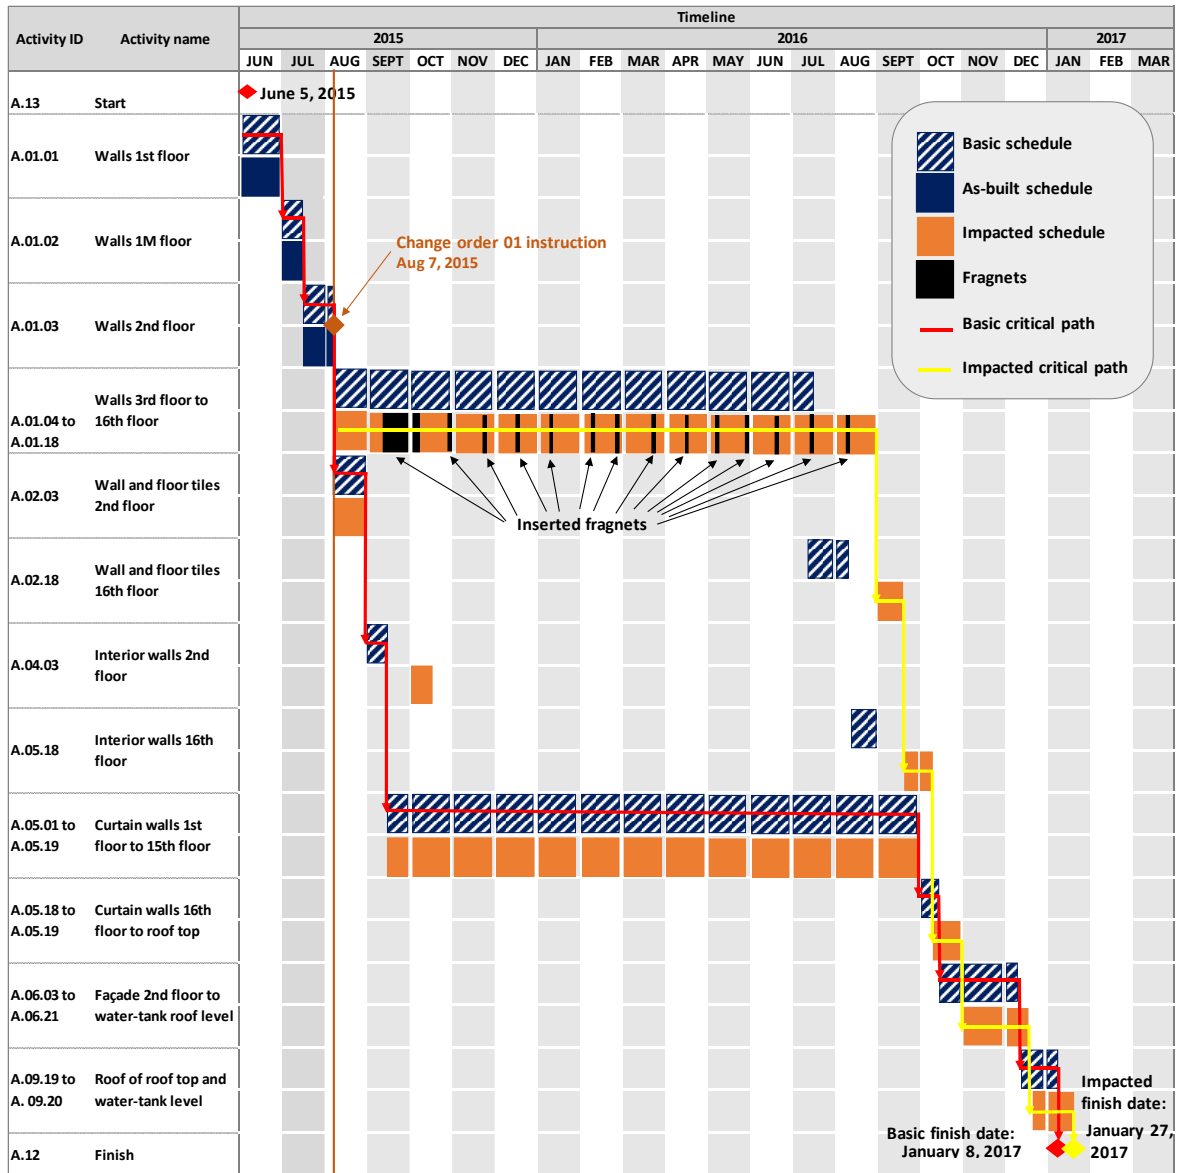 Timeline
Activity ID
Activity name
2015
2016
2017
JUN JUL AUG SEPT OCT NOV DEC JAN FEB MAR APR MAY JUN JUL AUG SEPT OCT NOV DEC JAN FEB MAR
A.13
Start
June 5, 2015
A.01.01
Walls 1st floor
A.01.02
Walls 1M floor
A.01.03
Walls 2nd floor
Change order 01 instruction
Aug 7, 2015
Basic schedule
As-built schedule
Impacted schedule
Fragnets
Basic critical path
Impacted critical path
A.01.04 to
A.01.18
Walls 3rd floor to
16th floor
A.02.03
Wall and floor tiles
2nd floor
Inserted fragnets
A.02.18
Wall and floor tiles
16th floor
A.04.03
Interior walls 2nd
floor
A.05.18
Interior walls 16th
floor
A.05.01 to
A.05.19
Curtain walls 1st
floor to 15th floor
A.05.18 to
A.05.19
Curtain walls 16th
floor to roof top
A.06.03 to
A.06.21
Façade 2nd floor to
water-tank roof level
A.09.19 to
A. 09.20
Roof of roof top and
water-tank level
Impacted
finish date:
January 27,
2017
Basic finish date:
January 8, 2017
A.12
Finish